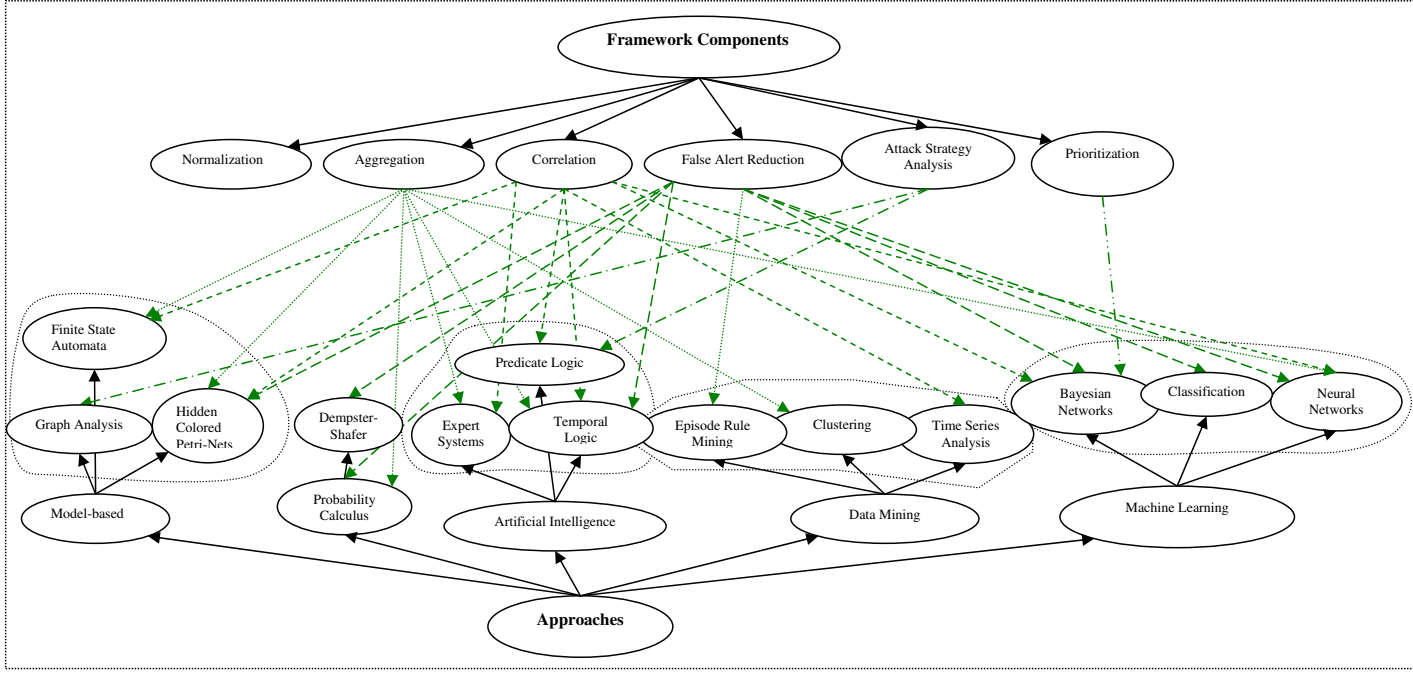 Framework Components
Normalization
Aggregation
Correlation
False Alert Reduction
Attack Strategy
Analysis
Prioritization
Finite State
Automata
Graph Analysis
Hidden
Colored
Petri-Nets
Dempster-
Shafer
Predicate Logic
Expert
Systems
Temporal
Logic
Episode Rule
Mining
Clustering
Time Series
Analysis
Bayesian
Networks
Classification
Neural
Networks
Model-based
Probability
Calculus
Artificial Intelligence
Data Mining
Machine Learning
Approaches